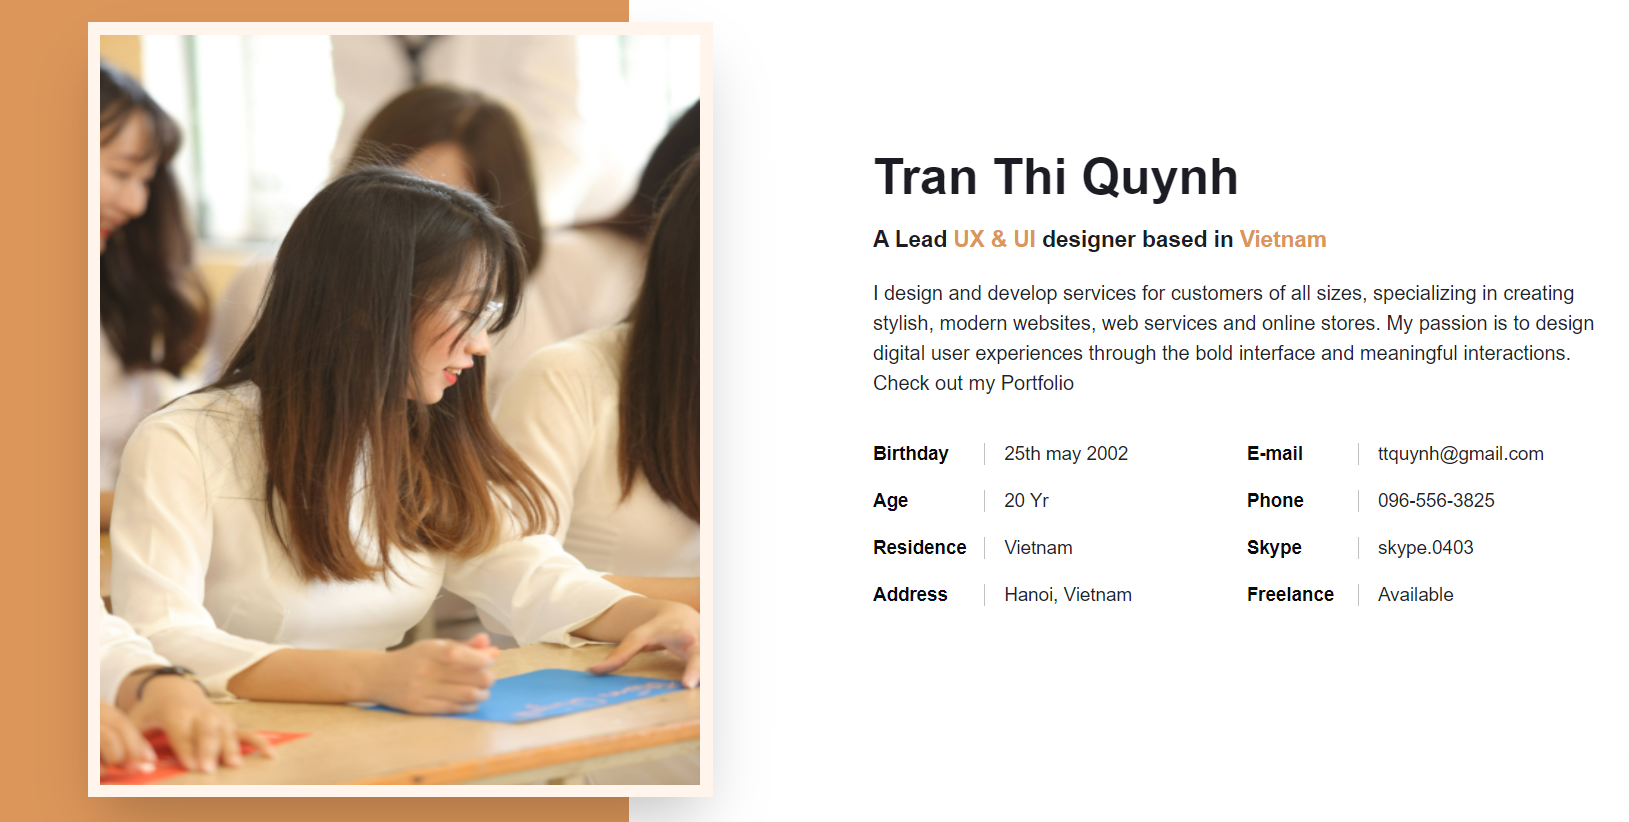 Tran Thi Quynh
A Lead UX & UI designer based in Vietnam
I design and develop services for customers of all sizes, specializing in creating
stylish, modern websites, web services and online stores. My passion is to design
digital user experiences through the bold interface and meaningful interactions.
Check out my Portfolio
Birthday 25th may 2002
Age 20 Yr
Residence Vietnam
Address Hanoi, Vietnam
E-mail ttquynh@gmail.com
Phone 096-556-3825
Skype skype.0403
Freelance Available